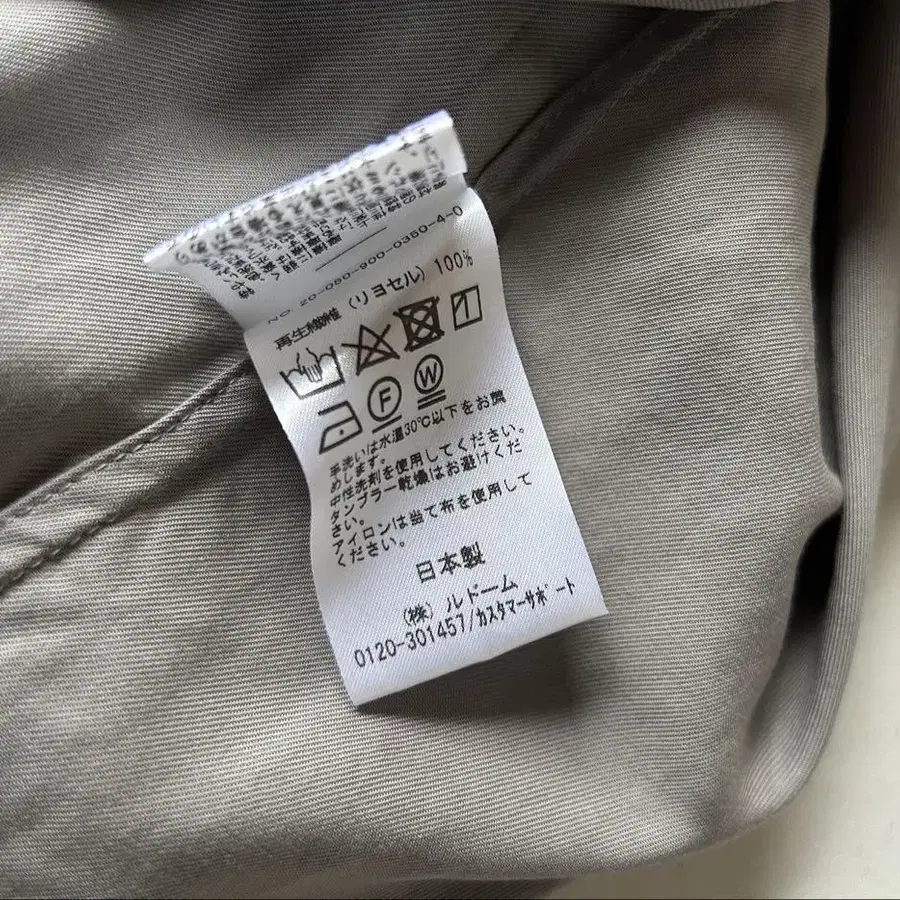 NO 20-080-900-0350-4-0
再生繊維 (リヨセル) 100%
F W
手洗いは水温30℃以下をお薦
めします。
中性洗剤を使用してください。
タンブラー乾燥はお避けくだ
さい。
アイロンは当て布を使用して
ください。
日本製
(株) ルドーム
0120-301457/カスタマーサポート